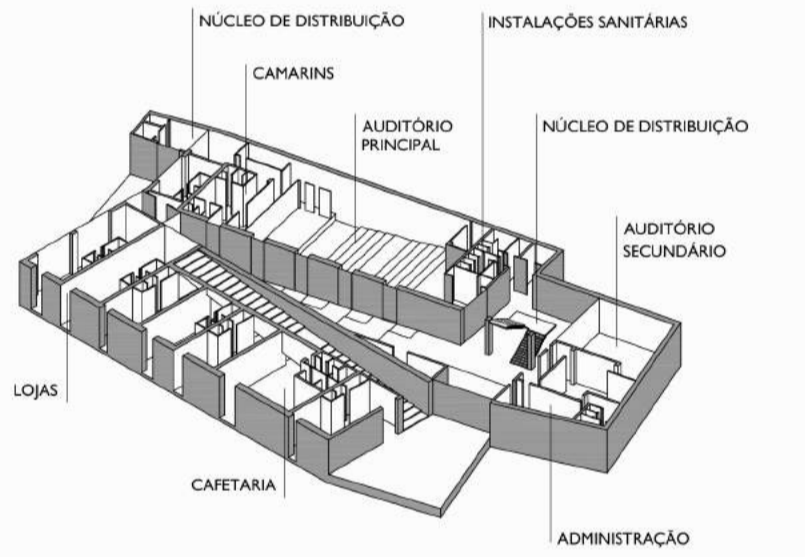 NÚCLEO DE DISTRIBUIÇÃO
INSTALAÇÕES SANITÁRIAS
CAMARINS
AUDITÓRIO
PRINCIPAL
NÚCLEO DE DISTRIBUIÇÃO
AUDITÓRIO
SECUNDÁRIO
LOJAS
CAFETARIA
ADMINISTRAÇÃO